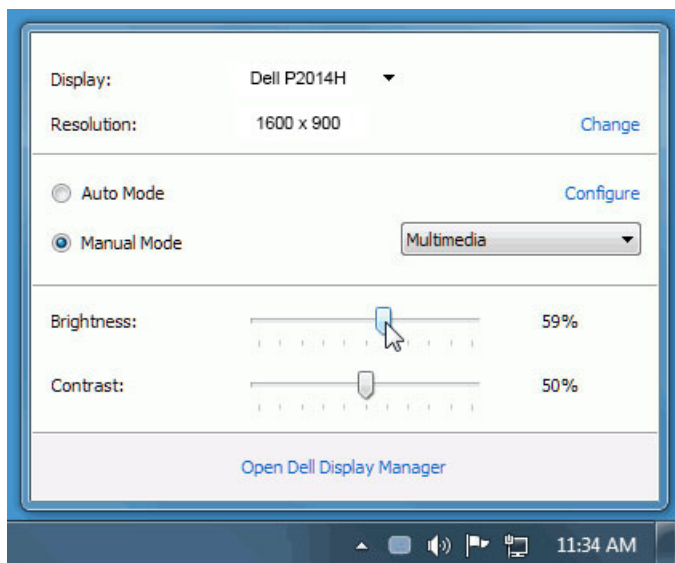 Display: Dell P2014H
Resolution: 1600 x 900 Change
Auto Mode Configure
Manual Mode Multimedia
Brightness: 59%
Contrast: 50%
Open Dell Display Manager
11:34 AM